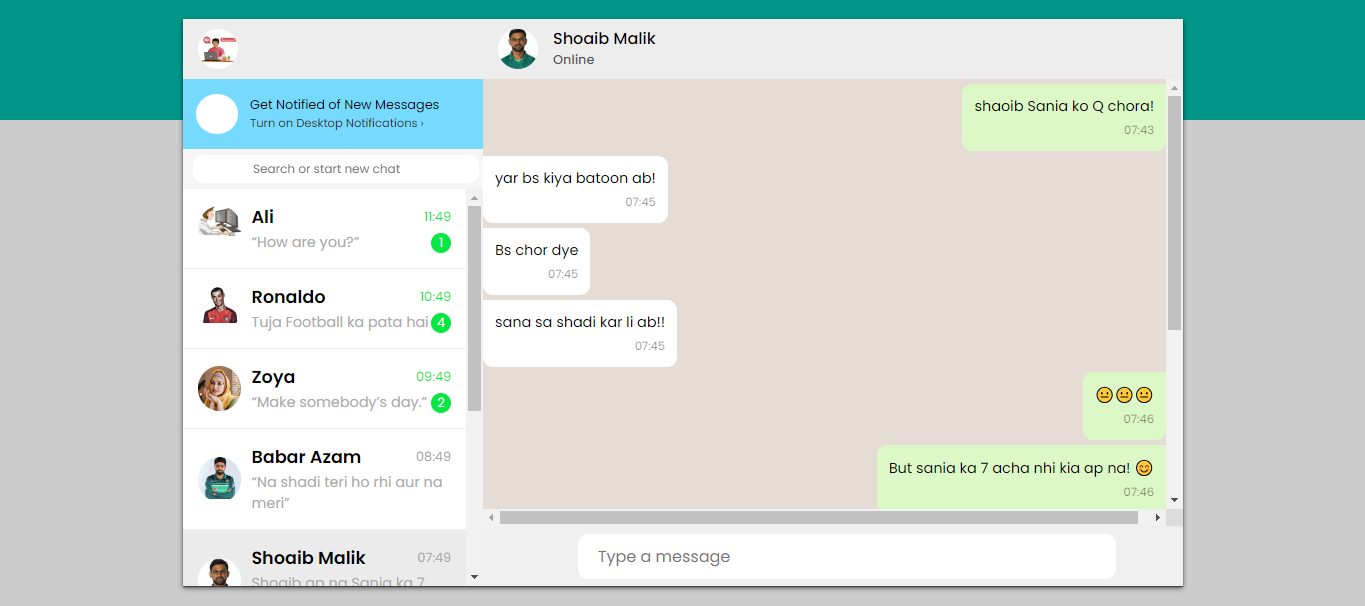 Shoaib Malik
Online
Get Notified of New Messages
Turn on Desktop Notifications ›
Search or start new chat
Ali
11:49
“How are you?”
1
Ronaldo
10:49
Tuja Football ka pata hai
4
Zoya
09:49
“Make somebody’s day.”
2
Babar Azam
08:49
“Na shadi teri ho rhi aur na
meri”
Shoaib Malik
07:49
Shoaib ap na Sania ka 7
shaoib Sania ko Q chora!
07:43
yar bs kiya batoon ab!
07:45
Bs chor dye
07:45
sana sa shadi kar li ab!!
07:45
😐😐😐
07:46
But sania ka 7 acha nhi kia ap na! 😊
07:46
Type a message